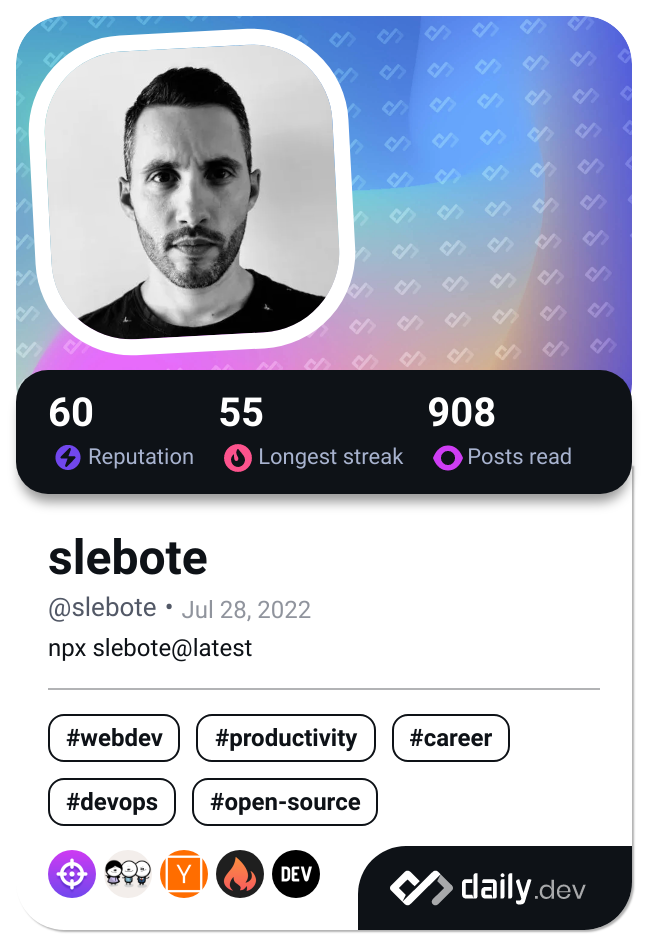 60 55 908
Reputation Longest streak Posts read
slebote
@slebote • Jul 28, 2022
npx slebote@latest
#webdev #productivity #career
#devops #open-source
Y DEV
daily.dev